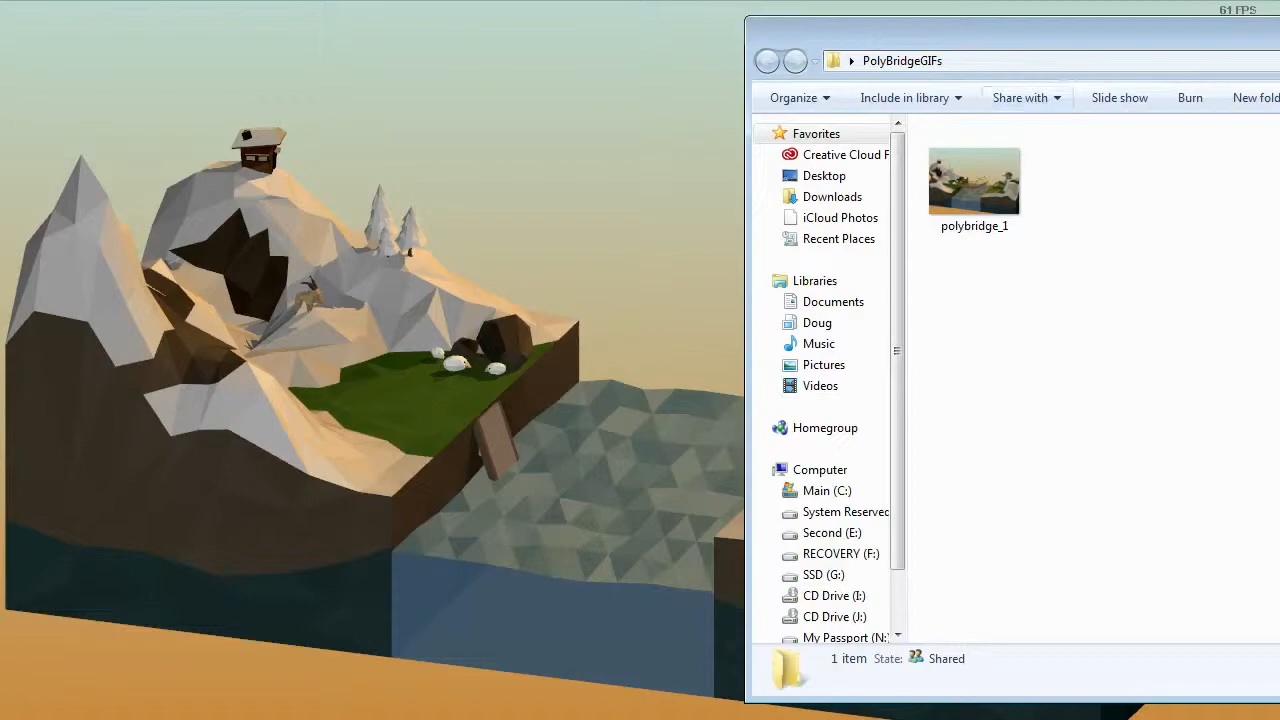 61 FPS
PolyBridgeGIFs
Organize Include in library Share with Slide show Burn New fold
Favorites
Creative Cloud F
Desktop
Downloads
iCloud Photos
Recent Places
Libraries
Documents
Doug
Music
Pictures
Videos
Homegroup
Computer
Main (C:)
System Reserved
Second (E:)
RECOVERY (F:)
SSD (G:)
CD Drive (I:)
CD Drive (J:)
My Passport (N:
polybridge_1
1 item State: Shared